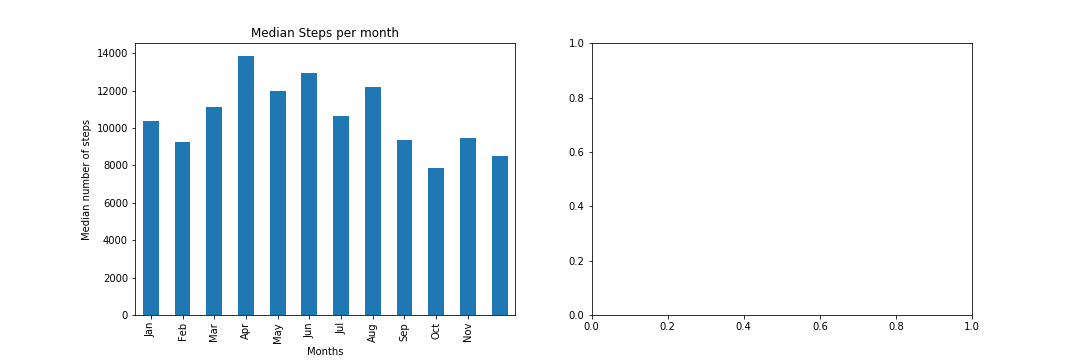 Median Steps per month
Median number of steps
14000
12000
10000
8000
6000
4000
2000
0
Jan
Feb
Mar
Apr
May
Jun
Jul
Aug
Sep
Oct
Nov
Months
1.0
0.8
0.6
0.4
0.2
0.0
0.0 0.2 0.4 0.6 0.8 1.0